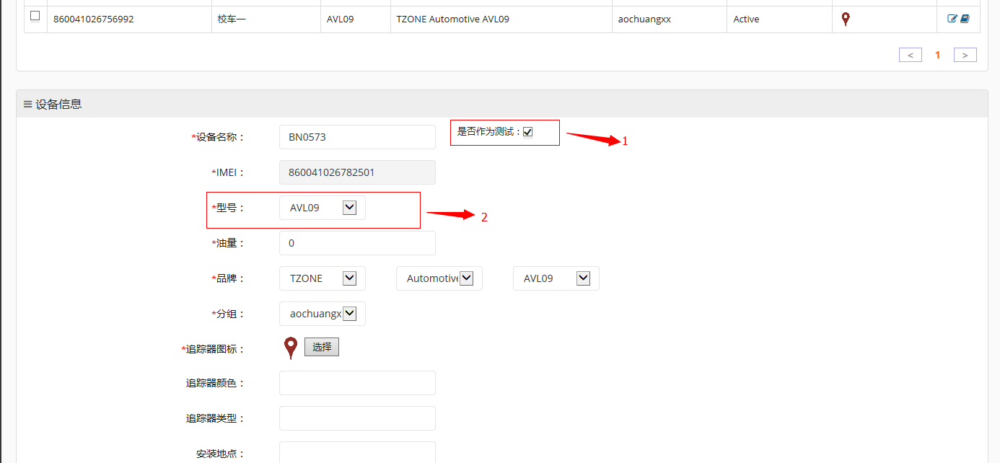 860041026756992 校车一 AVL09 TZONE Automotive AVL09 aochuangxx Active
< 1 >
设备信息
*设备名称： BN0573 是否作为测试： 1
*IMEI： 860041026782501
*型号： AVL09 2
*油量： 0
*品牌： TZONE Automotive AVL09
*分组： aochuangx
*追踪器图标： 选择
追踪器颜色：
追踪器类型：
安装地点：